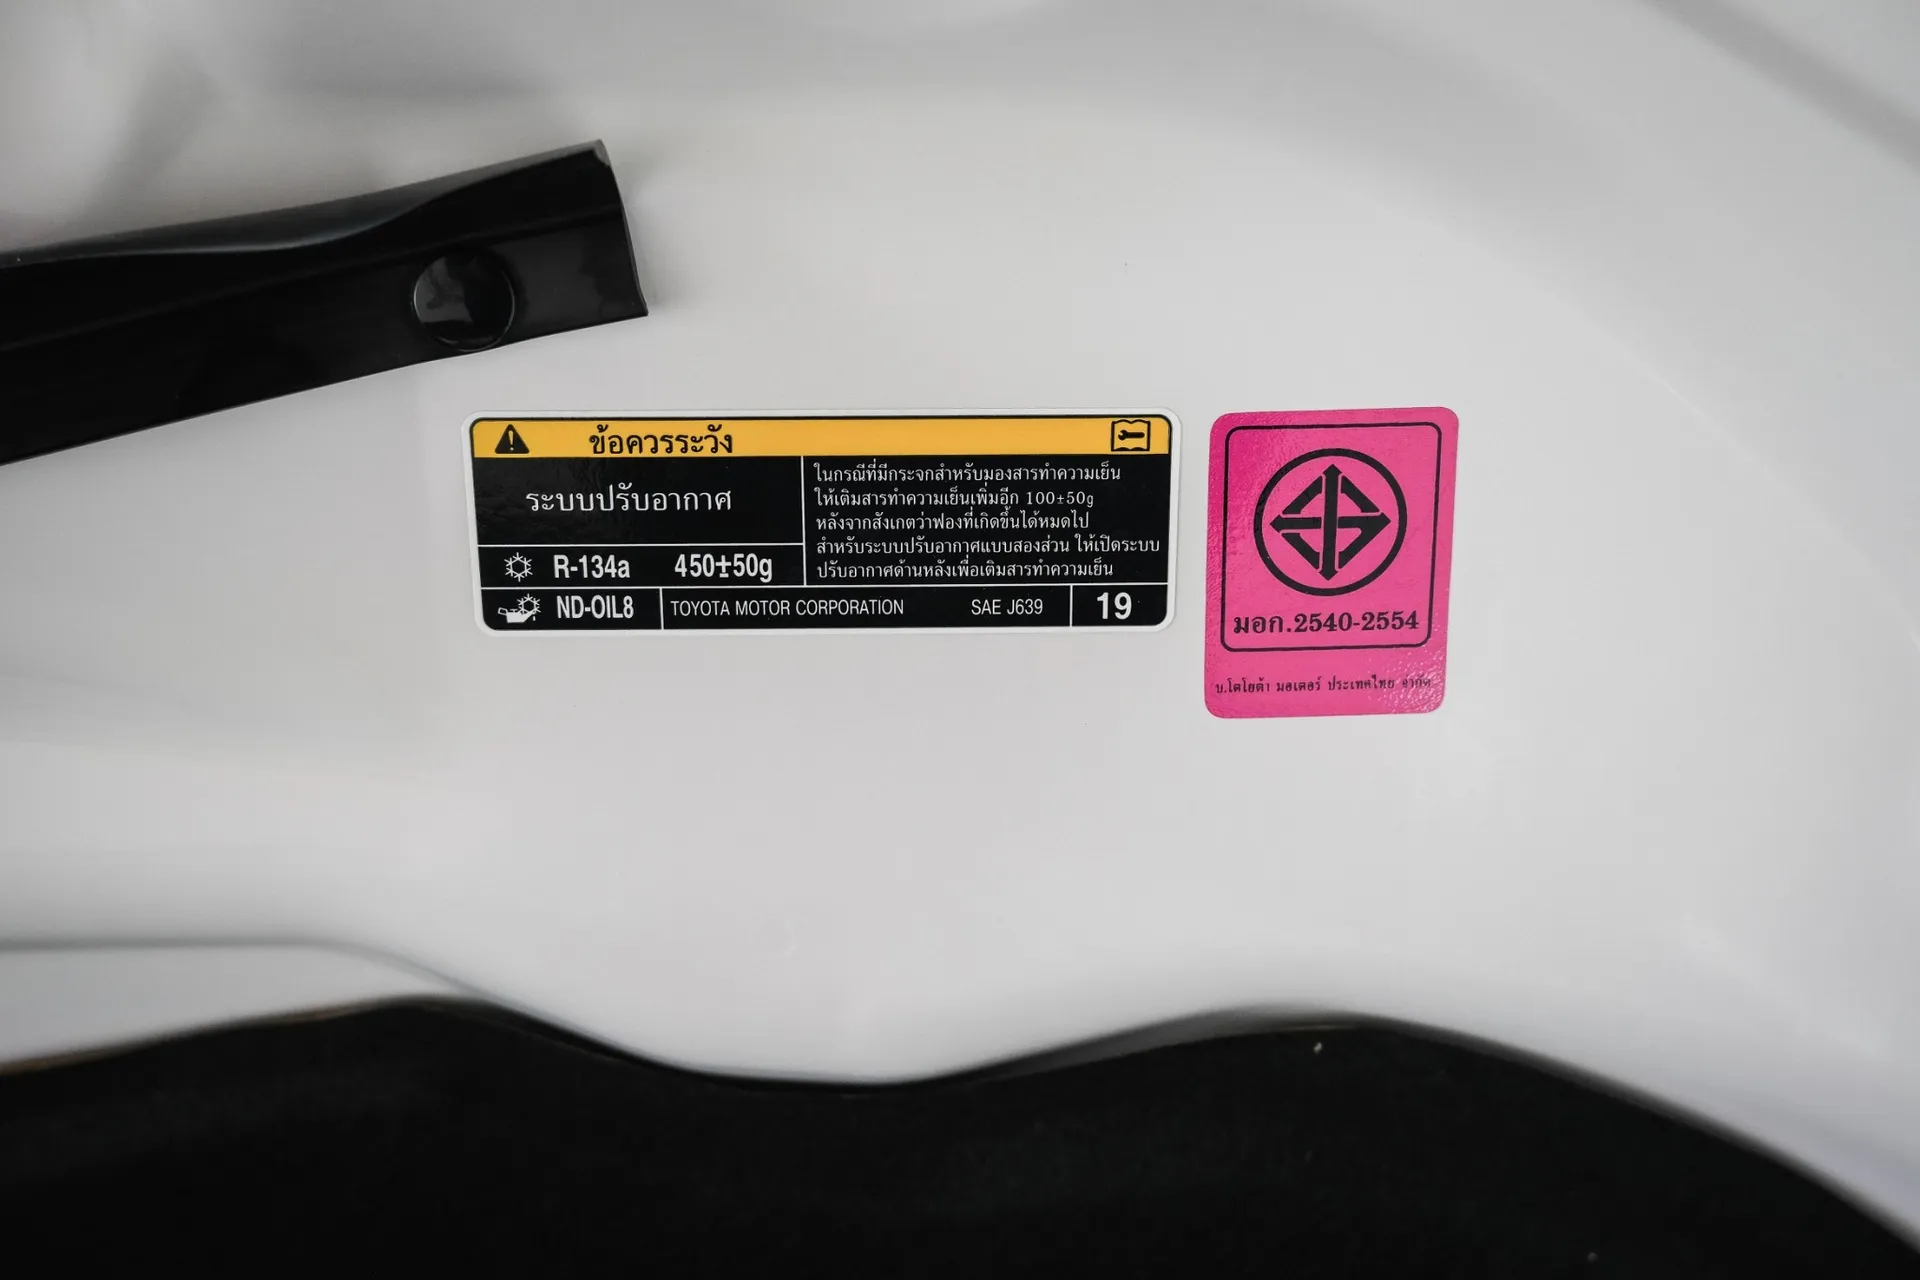 ข้อควรระวัง
ระบบปรับอากาศ
R-134a 450±50g
ในกรณีที่มีกระจกสำหรับมองสารทำความเย็น
ให้เติมสารทำความเย็นเพิ่มอีก 100±50g
หลังจากสังเกตว่าฟองที่เกิดขึ้นได้หมดไป
สำหรับระบบปรับอากาศแบบสองส่วน ให้เปิดระบบ
ปรับอากาศด้านหลังเพื่อเติมสารทำความเย็น
ND-OIL8 TOYOTA MOTOR CORPORATION SAE J639 19
มอก.2540-2554
บ.โตโยต้า มอเตอร์ ประเทศไทย จำกัด